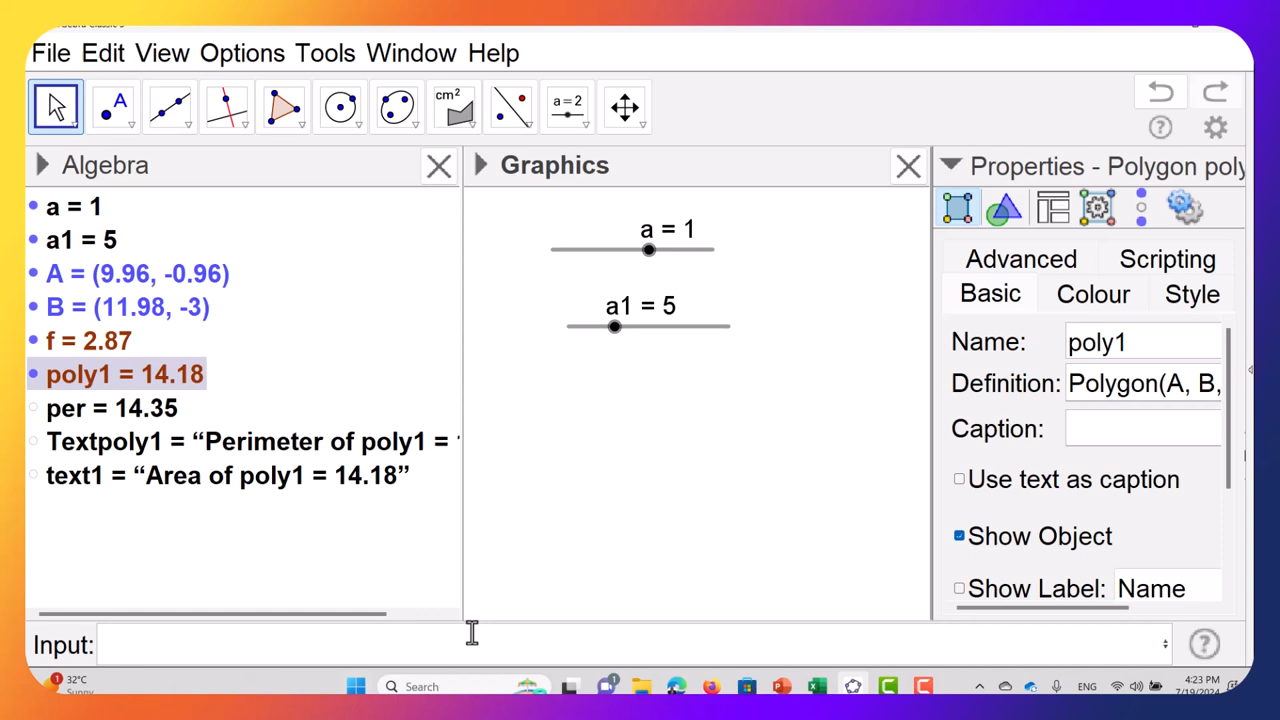 File Edit View Options Tools Window Help
A
cm²
a=2
Algebra
Graphics
Properties - Polygon poly
a = 1
a1 = 5
A = (9.96, -0.96)
B = (11.98, -3)
f = 2.87
poly1 = 14.18
per = 14.35
Textpoly1 = “Perimeter of poly1 =
text1 = “Area of poly1 = 14.18”
a = 1
a1 = 5
Advanced Scripting
Basic Colour Style
Name: poly1
Definition: Polygon(A, B,
Caption:
Use text as caption
Show Object
Show Label: Name
Input:
1 32°C
Sunny
Search
1
ENG
4:23 PM
7/19/2024